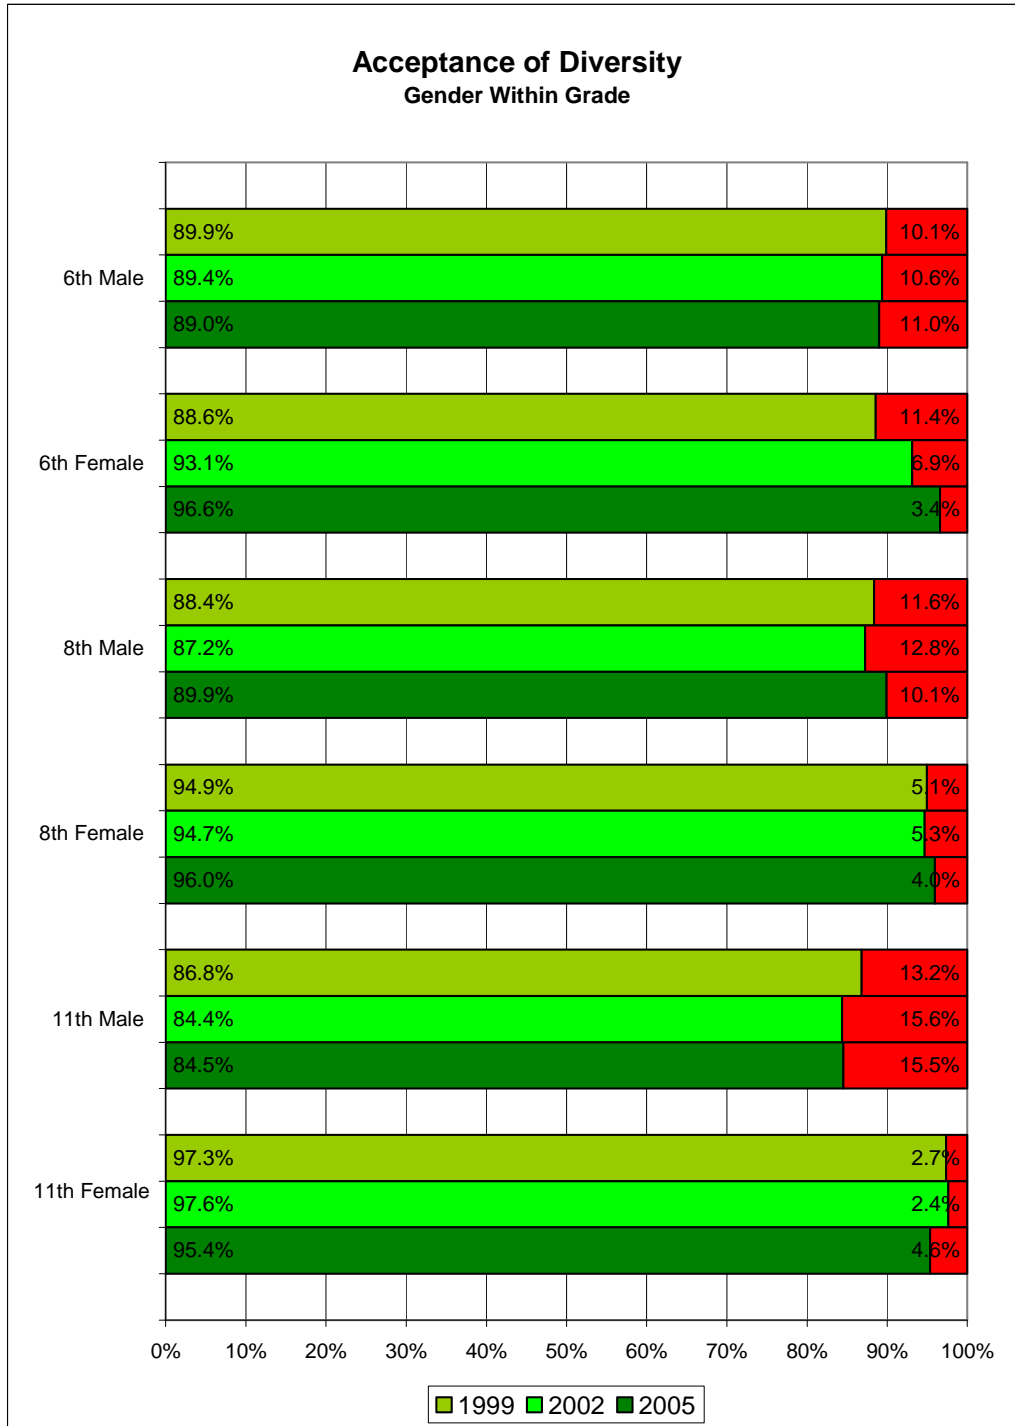 Acceptance of Diversity
Gender Within Grade
89.9% 10.1%
6th Male 89.4% 10.6%
89.0% 11.0%
88.6% 11.4%
6th Female 93.1% 6.9%
96.6% 3.4%
88.4% 11.6%
8th Male 87.2% 12.8%
89.9% 10.1%
94.9% 5.1%
8th Female 94.7% 5.3%
96.0% 4.0%
86.8% 13.2%
11th Male 84.4% 15.6%
84.5% 15.5%
97.3% 2.7%
11th Female 97.6% 2.4%
95.4% 4.6%
0% 10% 20% 30% 40% 50% 60% 70% 80% 90% 100%
1999 2002 2005